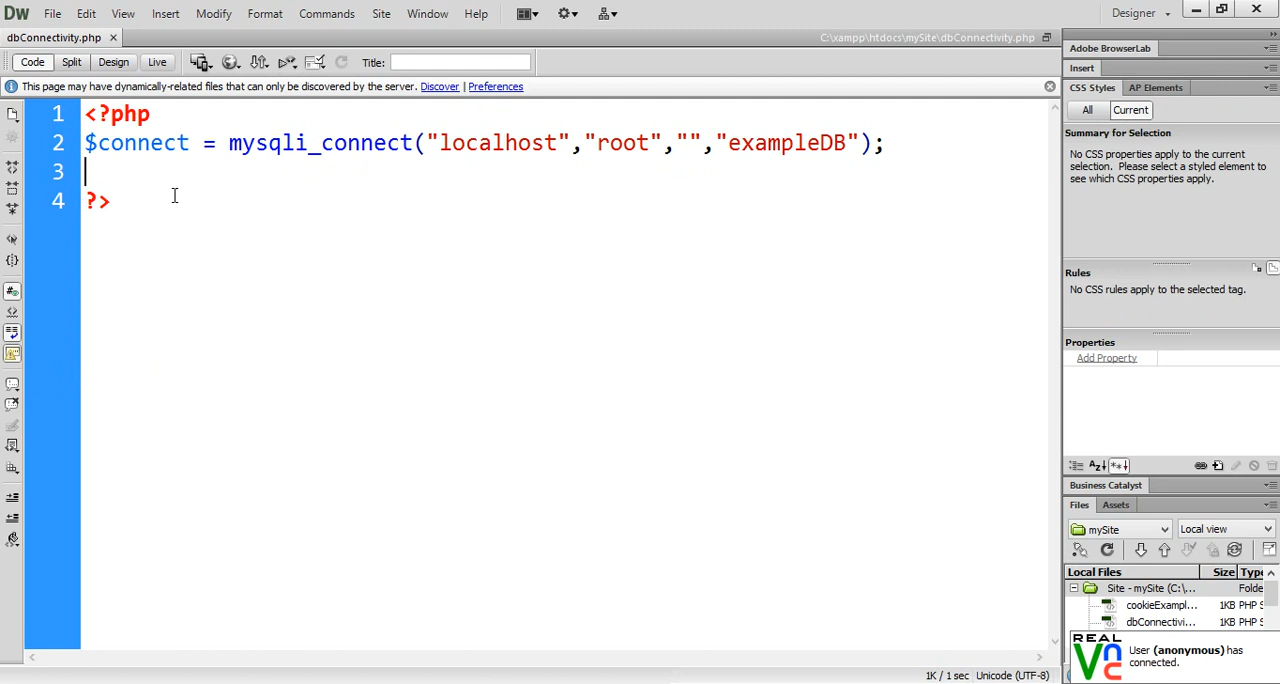 DW File Edit View Insert Modify Format Commands Site Window Help Designer
dbConnectivity.php C:\xampp\htdocs\mySite\dbConnectivity.php
Code Split Design Live Title:
This page may have dynamically-related files that can only be discovered by the server. Discover | Preferences
1 <?php
2 $connect = mysqli_connect("localhost","root","","exampleDB");
3
4 ?>
1K / 1 sec Unicode (UTF-8)
Adobe BrowserLab
Insert
CSS Styles AP Elements
All Current
Summary for Selection
No CSS properties apply to the current
selection. Please select a styled element to
see which CSS properties apply.
Rules
No CSS rules apply to the selected tag.
Properties
Add Property
Business Catalyst
Files Assets
mySite Local view
Local Files Size Type
Site - mySite (C:\... Folde
cookieExampl... 1KB PHP S
dbConnectivi... 1KB PHP S
REAL
VNC
User (anonymous) has
connected.